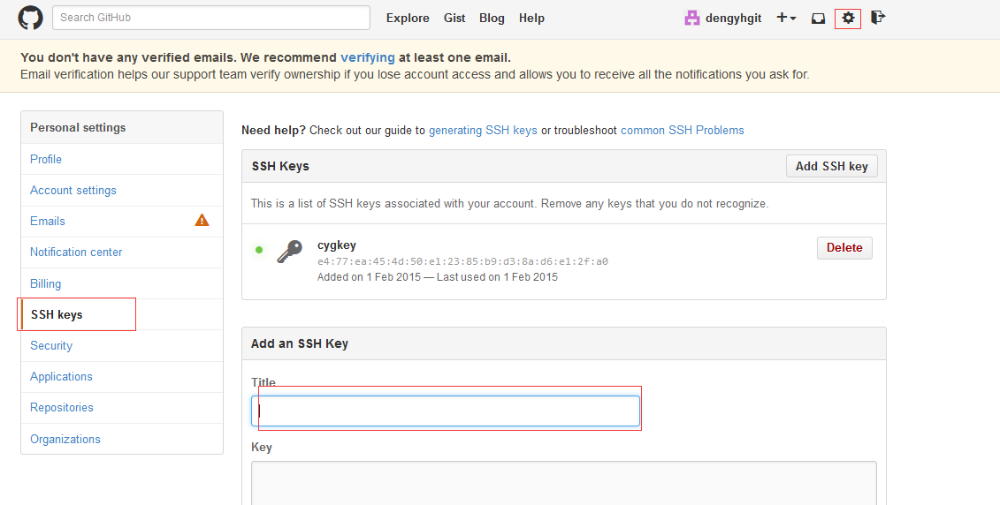 Search GitHub Explore Gist Blog Help dengyhgit
You don't have any verified emails. We recommend verifying at least one email.
Email verification helps our support team verify ownership if you lose account access and allows you to receive all the notifications you ask for.
Personal settings
Profile
Account settings
Emails
Notification center
Billing
SSH keys
Security
Applications
Repositories
Organizations
Need help? Check out our guide to generating SSH keys or troubleshoot common SSH Problems
SSH Keys Add SSH key
This is a list of SSH keys associated with your account. Remove any keys that you do not recognize.
cygkey Delete
e4:77:ea:45:4d:50:e1:23:85:b9:d3:8a:d6:e1:2f:a0
Added on 1 Feb 2015 — Last used on 1 Feb 2015
Add an SSH Key
Title
Key